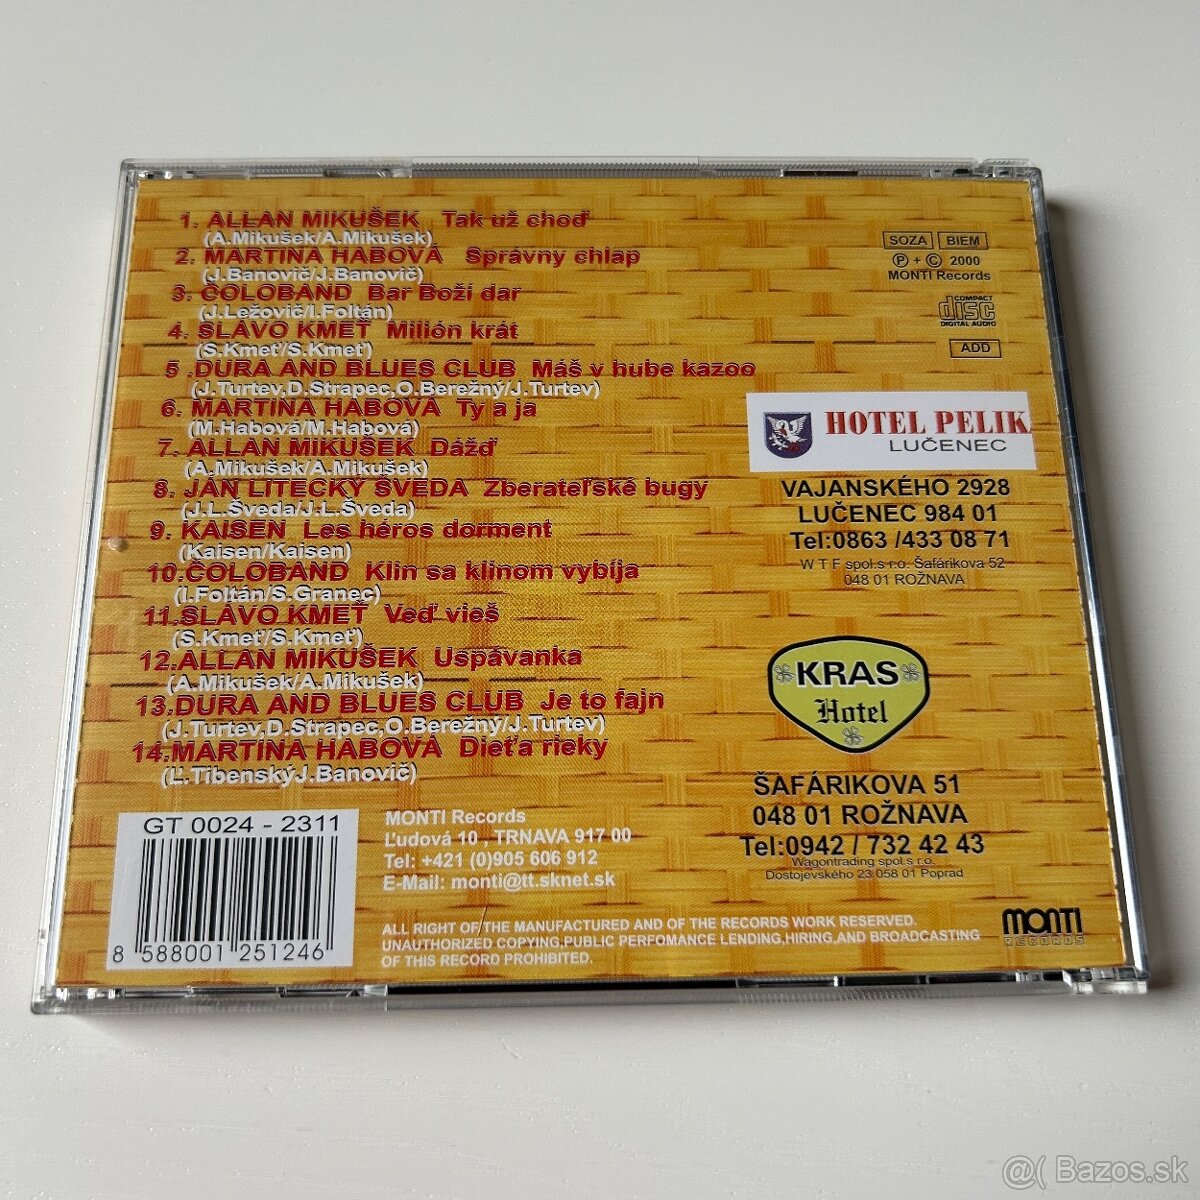 1. ALLAN MIKUŠEK Tak už choď
(A.Mikušek/A.Mikušek)
2. MARTINA HABOVÁ Správny chlap
(J.Banovič/J.Banovič)
3. ČOLOBAND Bar Boží dar
(J.Ležovič/I.Foltán)
4. SLÁVO KMEŤ Milión krát
(S.Kmeť/S.Kmeť)
5 .DURA AND BLUES CLUB Máš v hube kazoo
(J.Turtev,D.Strapec,O.Berežný/J.Turtev)
6. MARTINA HABOVÁ Ty a ja
(M.Habová/M.Habová)
7. ALLAN MIKUŠEK Dážď
(A.Mikušek/A.Mikušek)
8. JÁN LITECKÝ ŠVEDA Zberateľské bugy
(J.L.Šveda/J.L.Šveda)
9. KAISEN Les héros dorment
(Kaisen/Kaisen)
10.ČOLOBAND Klin sa klinom vybíja
(I.Foltán/S.Granec)
11.SLÁVO KMEŤ Veď vieš
(S.Kmeť/S.Kmeť)
12.ALLAN MIKUŠEK Uspávanka
(A.Mikušek/A.Mikušek)
13.DURA AND BLUES CLUB Je to fajn
(J.Turtev,D.Strapec,O.Berežný/J.Turtev)
14.MARTINA HABOVÁ Dieťa rieky
(Ľ.TibenskýJ.Banovič)
SOZA BIEM
P + C 2000
MONTI Records
COMPACT
disc
DIGITAL AUDIO
ADD
HOTEL PELIK
LUČENEC
VAJANSKÉHO 2928
LUČENEC 984 01
Tel:0863 /433 08 71
W T F spol.s r.o. Šafárikova 52
048 01 ROŽNAVA
KRAS
Hotel
ŠAFÁRIKOVA 51
048 01 ROŽNAVA
Tel:0942 / 732 42 43
Wagontrading spol.s r.o.
Dostojevského 23 058 01 Poprad
GT 0024 - 2311
8 588001 251246
MONTI Records
Ľudová 10 , TRNAVA 917 00
Tel: +421 (0)905 606 912
E-Mail: monti@tt.sknet.sk
ALL RIGHT OF THE MANUFACTURED AND OF THE RECORDS WORK RESERVED.
UNAUTHORIZED COPYING,PUBLIC PERFOMANCE LENDING,HIRING,AND BROADCASTING
OF THIS RECORD PROHIBITED.
MONTI
RECORDS
@( Bazos.sk